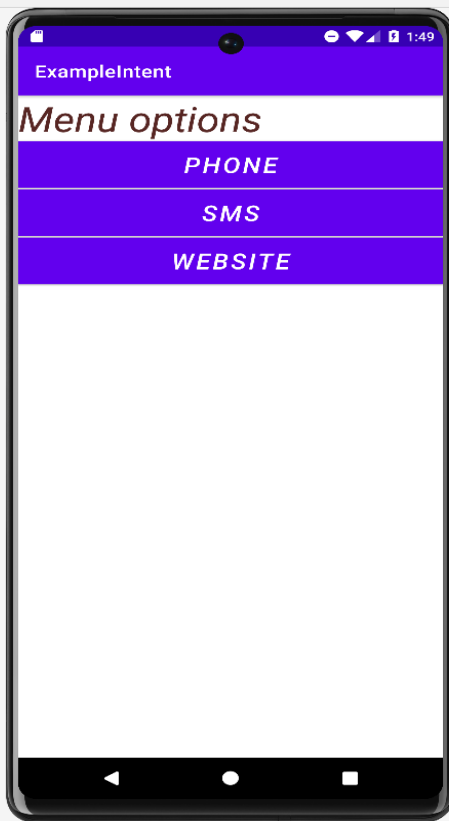 1:49
ExampleIntent
Menu options
PHONE
SMS
WEBSITE